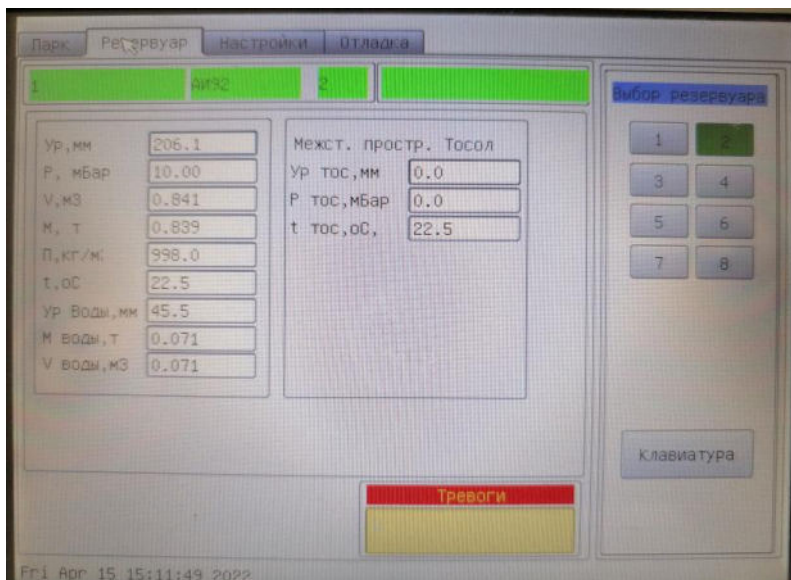 Парк Резервуар Настройки Отладка
1 АИ92 2
Выбор резервуара
Ур,мм 206.1
P, мБар 10.00
V,м3 0.841
М, т 0.839
П,кг/м: 998.0
t,оС 22.5
Ур Воды,мм 45.5
М воды,т 0.071
V воды,м3 0.071
Межст. простр. Тосол
Ур тос,мм 0.0
P тос,мБар 0.0
t тос,оС, 22.5
1 2
3 4
5 6
7 8
Клавиатура
Тревоги
Fri Apr 15 15:11:49 2022